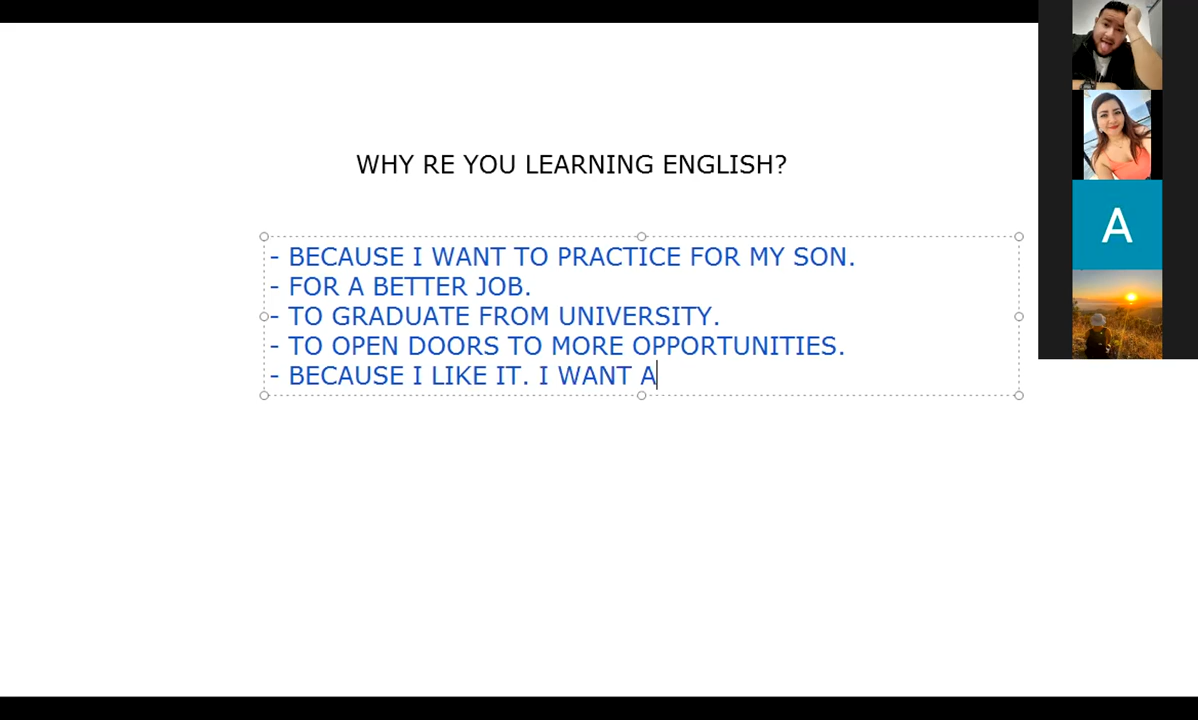 WHY RE YOU LEARNING ENGLISH?
- BECAUSE I WANT TO PRACTICE FOR MY SON.
- FOR A BETTER JOB.
- TO GRADUATE FROM UNIVERSITY.
- TO OPEN DOORS TO MORE OPPORTUNITIES.
- BECAUSE I LIKE IT. I WANT A
A